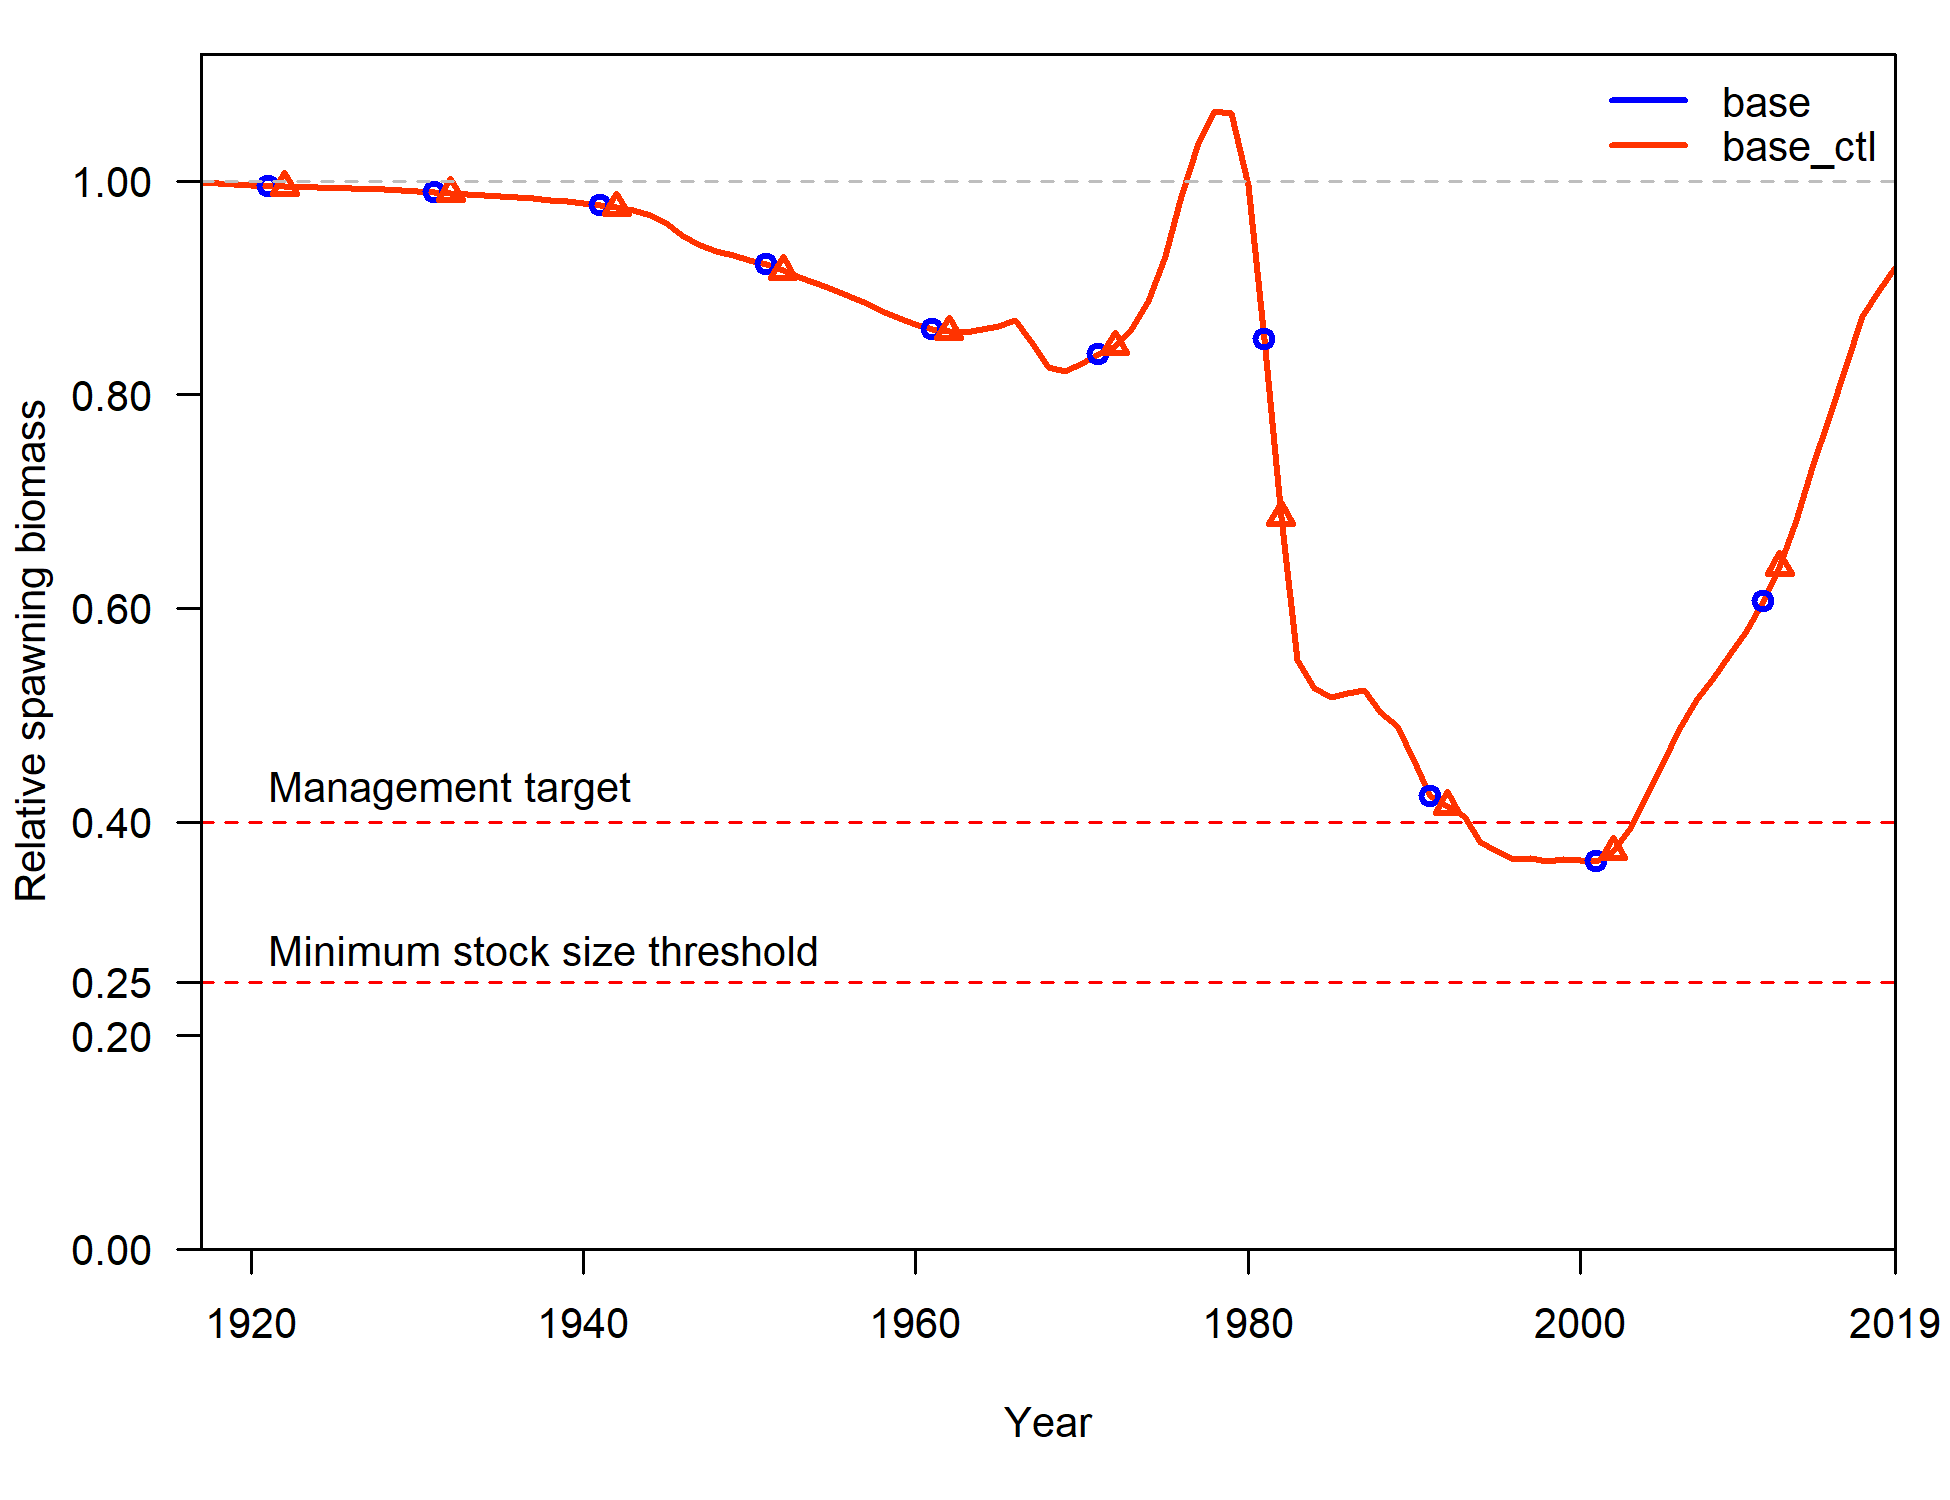 base
base_ctl
1.00
0.80
0.60
0.40
0.25
0.20
0.00
Relative spawning biomass
Management target
Minimum stock size threshold
1920
1940
1960
1980
2000
2019
Year